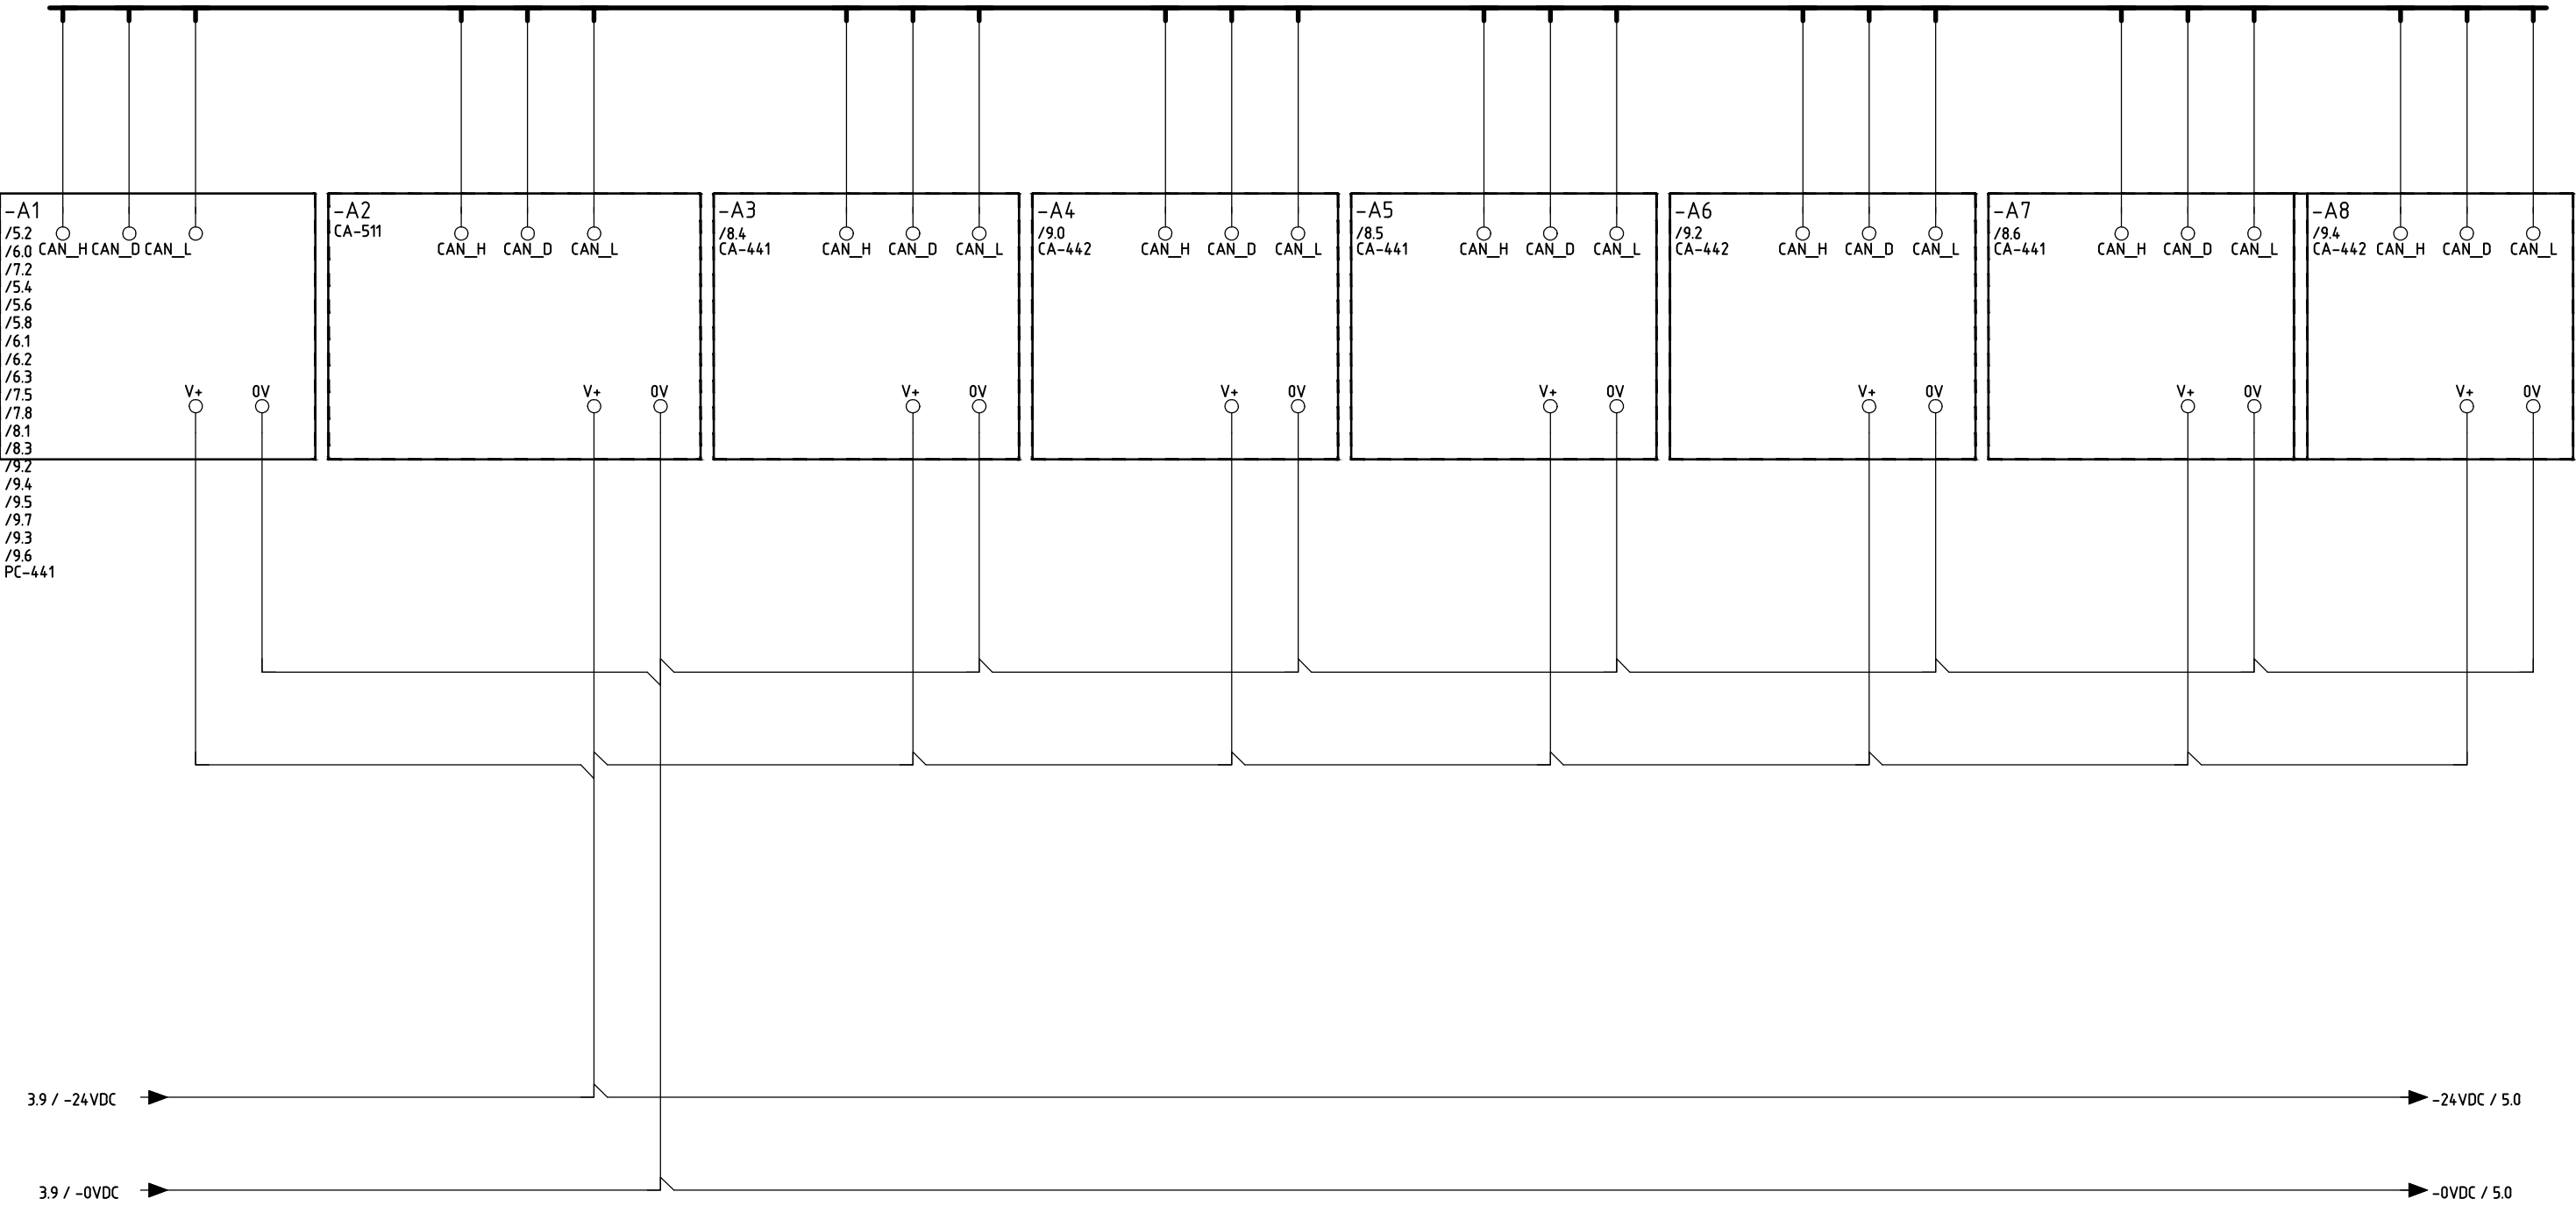 -A1
/5.2
/6.0
/7.2
/5.4
/5.6
/5.8
/6.1
/6.2
/6.3
/7.5
/7.8
/8.1
/8.3
/9.2
/9.4
/9.5
/9.7
/9.3
/9.6
PC-441
CAN_H CAN_D CAN_L
V+ 0V
-A2
CA-511
CAN_H CAN_D CAN_L
V+ 0V
-A3
/8.4
CA-441
CAN_H CAN_D CAN_L
V+ 0V
-A4
/9.0
CA-442
CAN_H CAN_D CAN_L
V+ 0V
-A5
/8.5
CA-441
CAN_H CAN_D CAN_L
V+ 0V
-A6
/9.2
CA-442
CAN_H CAN_D CAN_L
V+ 0V
-A7
/8.6
CA-441
CAN_H CAN_D CAN_L
V+ 0V
-A8
/9.4
CA-442
CAN_H CAN_D CAN_L
V+ 0V
3.9 / -24VDC
-24VDC / 5.0
3.9 / -0VDC
-0VDC / 5.0